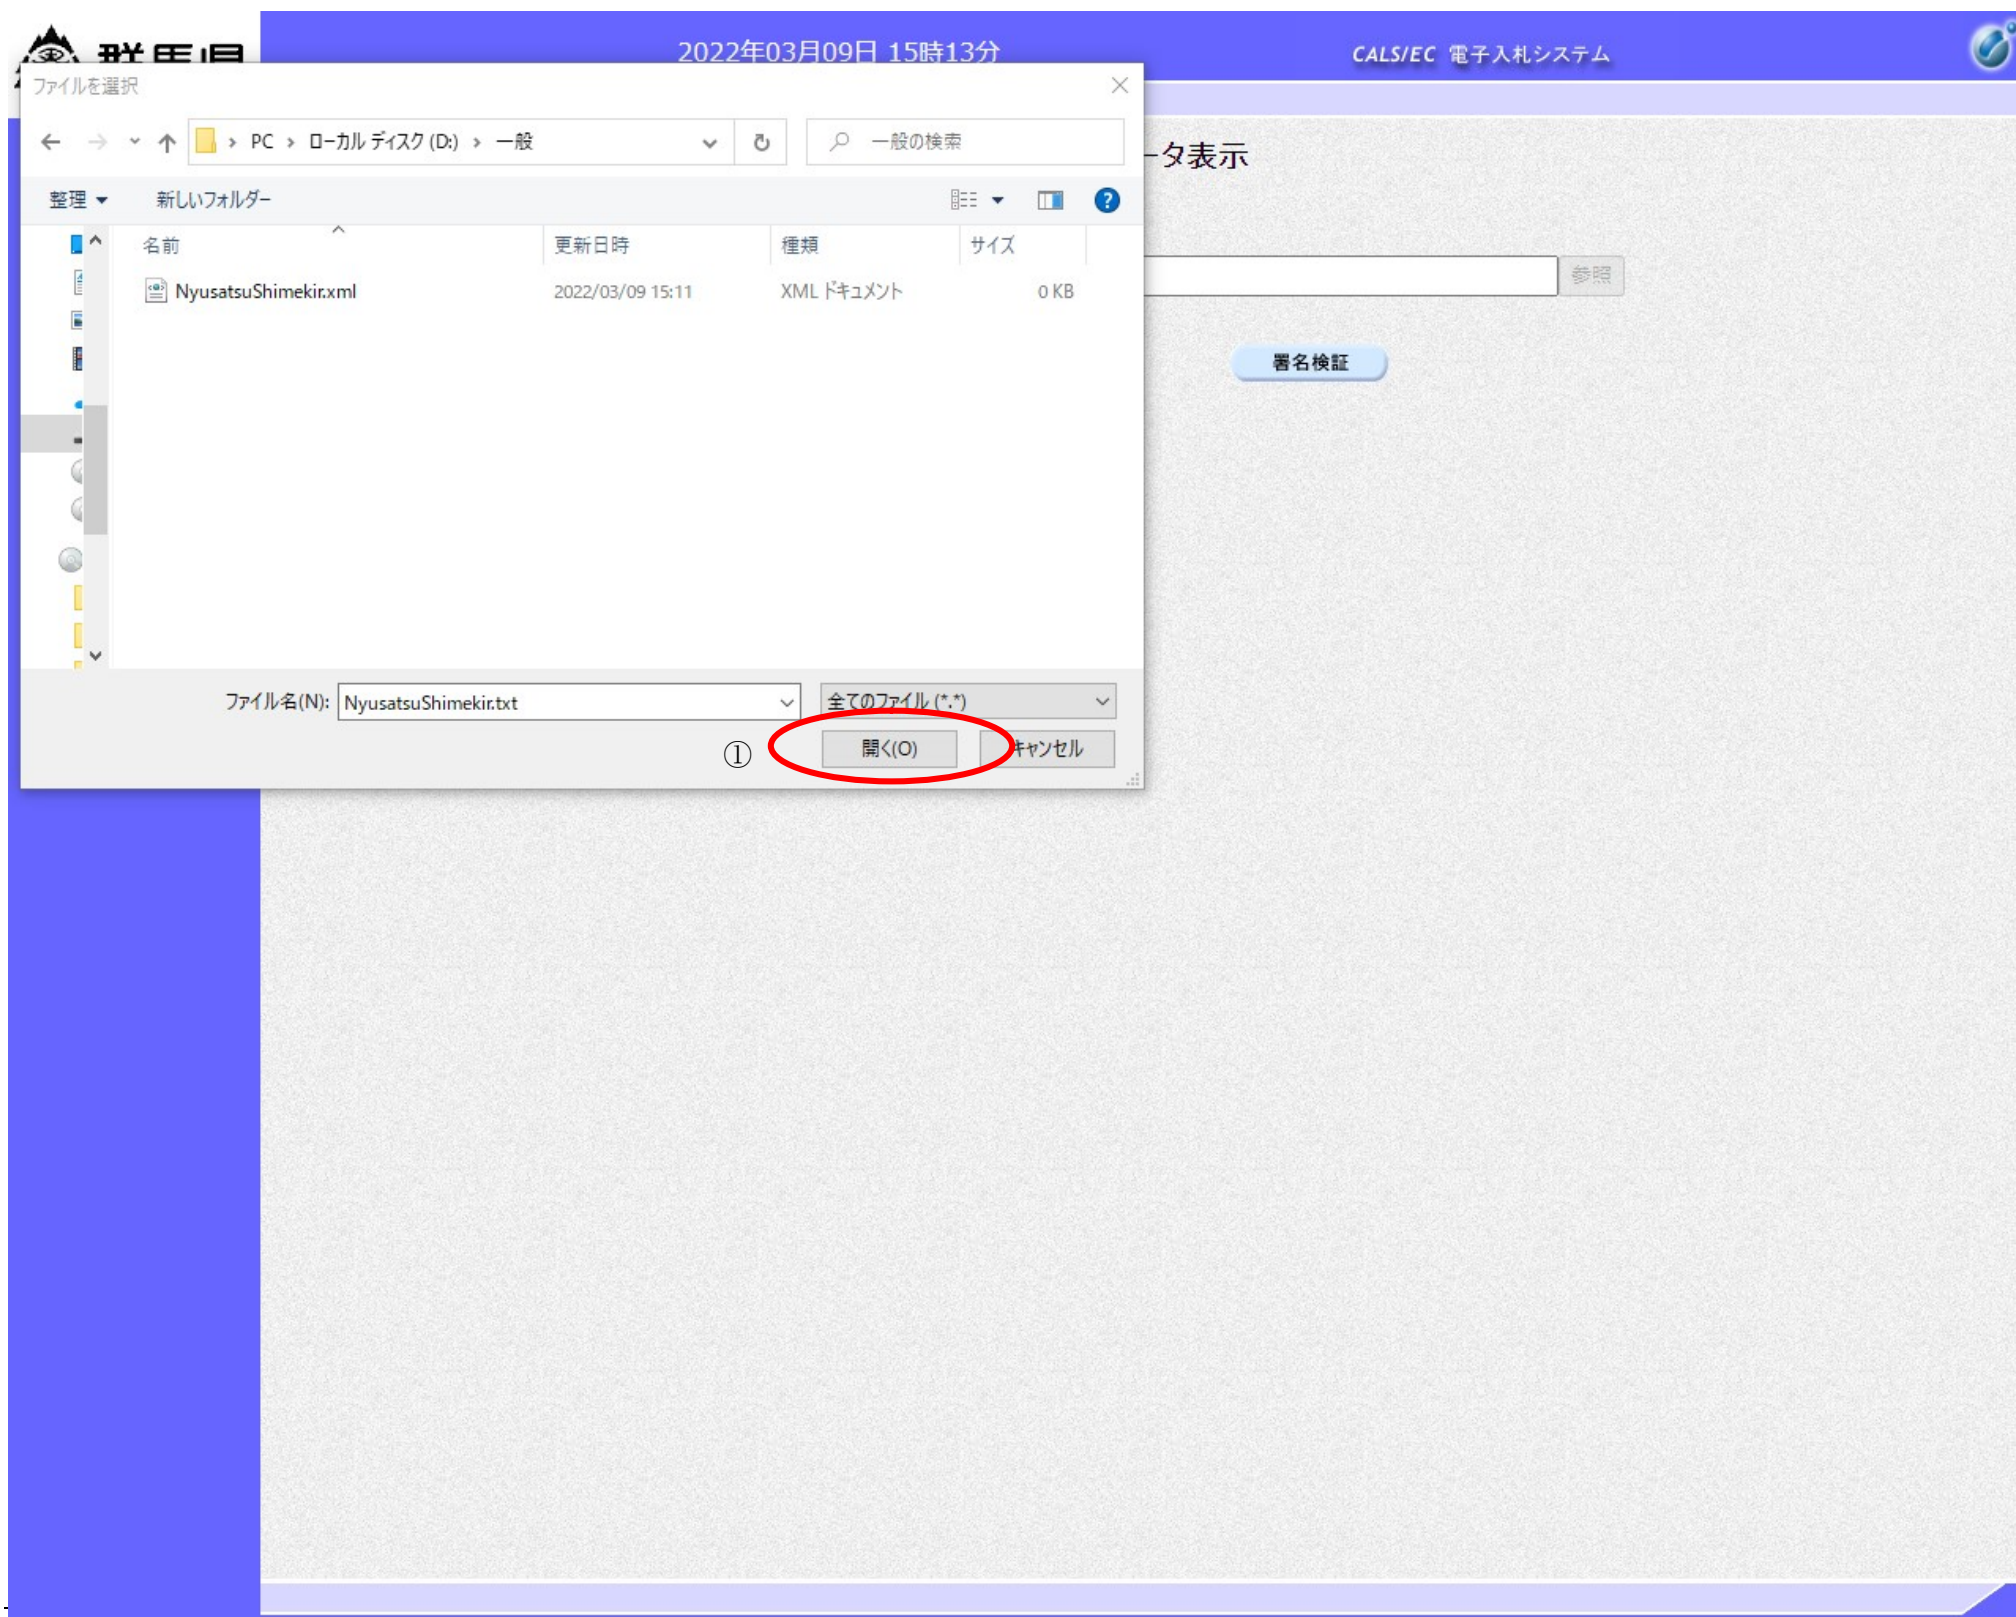 群馬県
2022年03月09日 15時13分
CALS/EC 電子入札システム
ファイルを選択
PC › ローカル ディスク (D:) › 一般
一般の検索
ータ表示
整理
新しいフォルダー
名前
更新日時
種類
サイズ
NyusatsuShimekir.xml
2022/03/09 15:11
XML ドキュメント
0 KB
参照
署名検証
ファイル名(N):
NyusatsuShimekir.txt
全てのファイル (*.*)
①
開く(O)
キャンセル